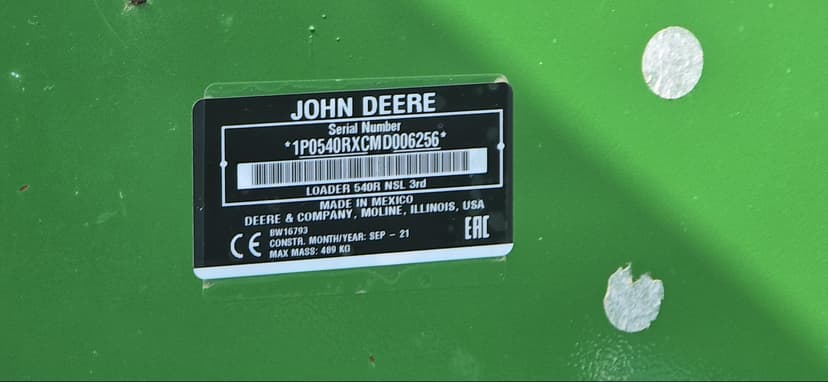 JOHN DEERE
Serial Number
*1P0540RXCMD006256*
LOADER 540R NSL 3rd
MADE IN MEXICO
DEERE & COMPANY, MOLINE, ILLINOIS, USA
BW16793
CONSTR. MONTH/YEAR: SEP - 21
MAX MASS: 489 KG
CE
EAC